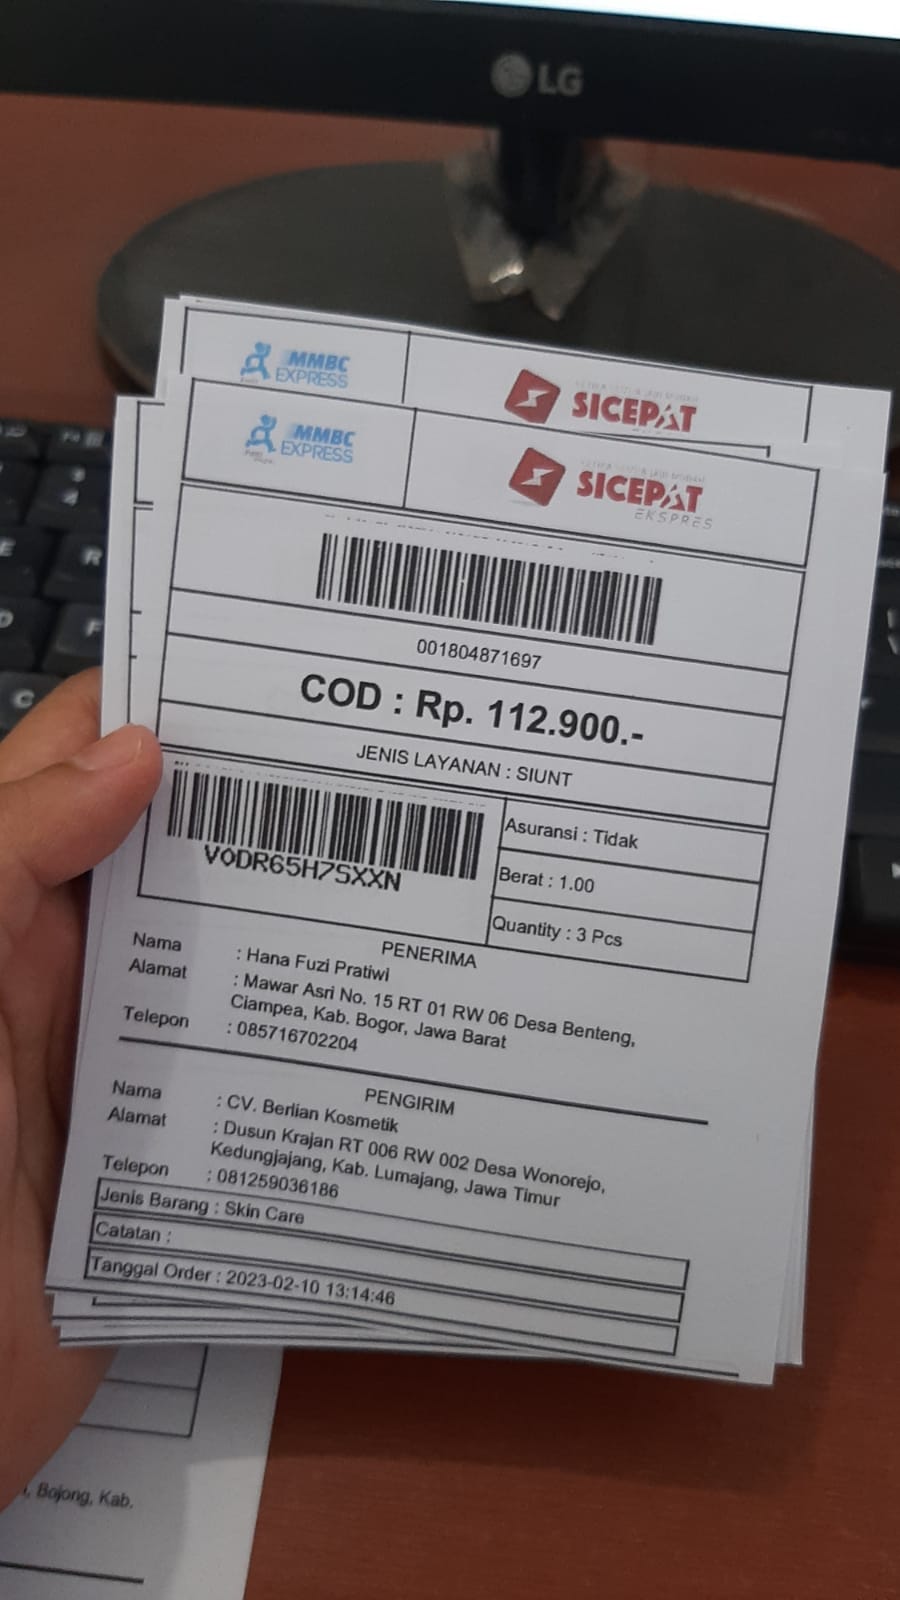 LG
MMBC
EXPRESS
SICEPAT
MMBC
EXPRESS
SICEPAT
EKSPRES
001804871697
COD : Rp. 112.900.-
JENIS LAYANAN : SIUNT
VODR65H7SXXN
Asuransi : Tidak
Berat : 1.00
Quantity : 3 Pcs
PENERIMA
Nama : Hana Fuzi Pratiwi
Alamat : Mawar Asri No. 15 RT 01 RW 06 Desa Benteng,
Ciampea, Kab. Bogor, Jawa Barat
Telepon : 085716702204
PENGIRIM
Nama : CV. Berlian Kosmetik
Alamat : Dusun Krajan RT 006 RW 002 Desa Wonorejo,
Kedungjajang, Kab. Lumajang, Jawa Timur
Telepon : 081259036186
Jenis Barang : Skin Care
Catatan :
Tanggal Order : 2023-02-10 13:14:46
Bojong, Kab.